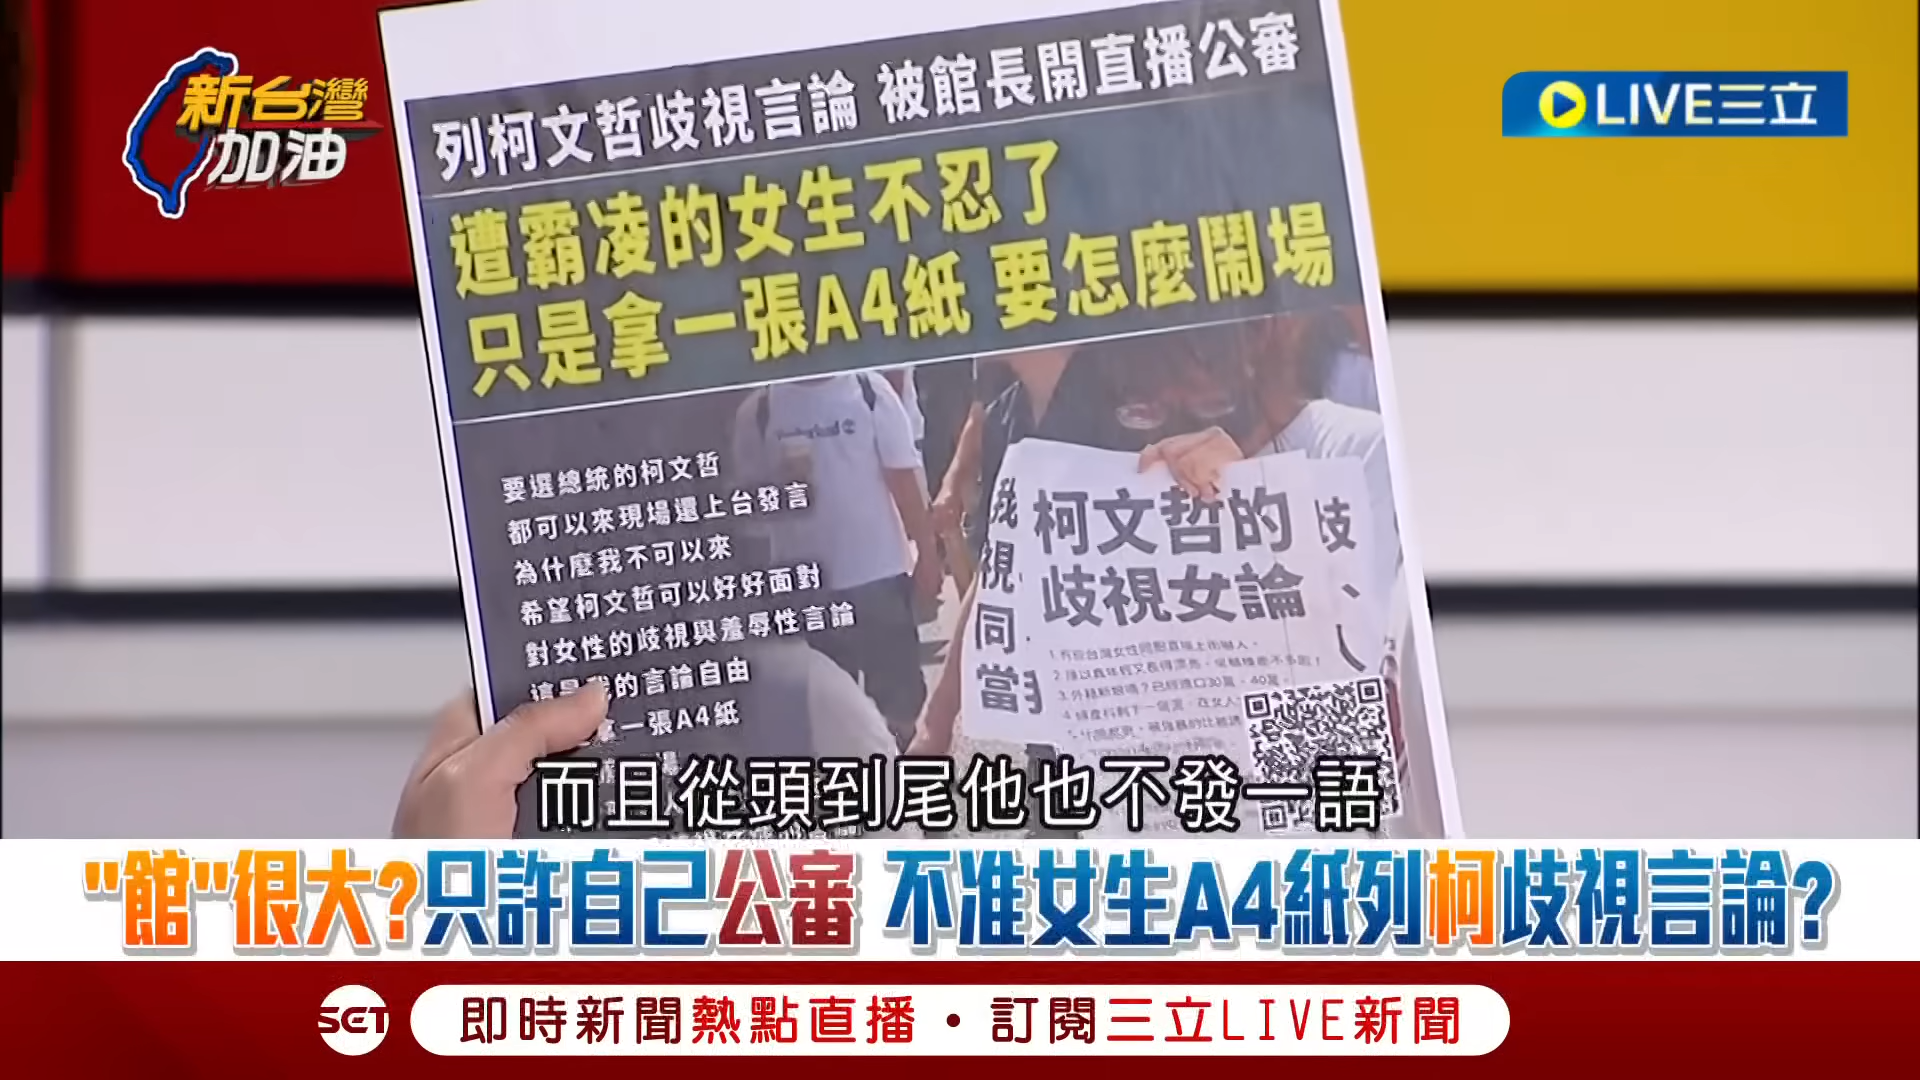 新台灣
加油
LIVE三立
列柯文哲歧視言論 被館長開直播公審
遭霸凌的女生不忍了
只是拿一張A4紙 要怎麼鬧場
要選總統的柯文哲
都可以來現場還上台發言
為什麼我不可以來
希望柯文哲可以好好面對
對女性的歧視與羞辱性言論
這是我的言論自由
拿一張A4紙
我
視
同
當
柯文哲的
歧視女論
歧
、
人
而且從頭到尾他也不發一語
"館"很大?只許自己公審 不准女生A4紙列柯歧視言論?
SET 即時新聞熱點直播・訂閱三立LIVE新聞